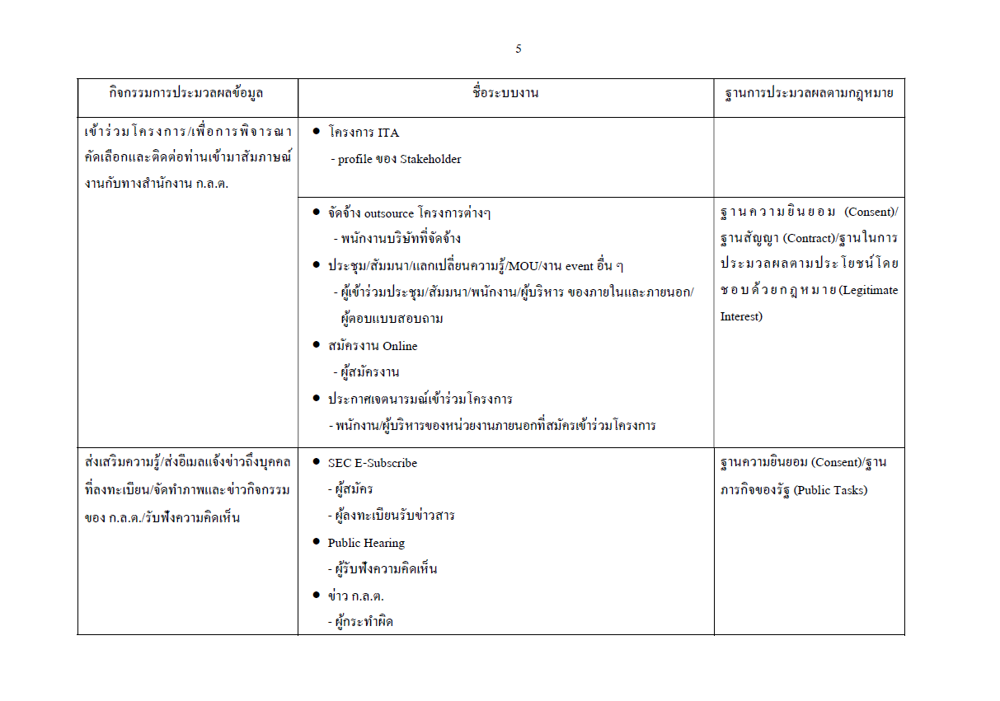 5
กิจกรรมการประมวลผลข้อมูล
ชื่อระบบงาน
ฐานการประมวลผลตามกฎหมาย
เข้าร่วมโครงการ/เพื่อการพิจารณา
คัดเลือกและติดต่อท่านเข้ามาสัมภาษณ์
งานกับทางสำนักงาน ก.ล.ต.
● โครงการ ITA
- profile ของ Stakeholder
● จัดจ้าง outsource โครงการต่างๆ
- พนักงานบริษัทที่จัดจ้าง
● ประชุม/สัมมนา/แลกเปลี่ยนความรู้/MOU/งาน event อื่น ๆ
- ผู้เข้าร่วมประชุม/สัมมนา/พนักงาน/ผู้บริหาร ของภายในและภายนอก/
ผู้ตอบแบบสอบถาม
● สมัครงาน Online
- ผู้สมัครงาน
● ประกาศเจตนารมณ์เข้าร่วมโครงการ
- พนักงาน/ผู้บริหารของหน่วยงานภายนอกที่สมัครเข้าร่วมโครงการ
ฐานความยินยอม (Consent)/
ฐานสัญญา (Contract)/ฐานในการ
ประมวลผลตามประโยชน์โดย
ชอบด้วยกฎหมาย (Legitimate
Interest)
ส่งเสริมความรู้/ส่งอีเมลแจ้งข่าวถึงบุคคล
ที่ลงทะเบียน/จัดทำภาพและข่าวกิจกรรม
ของ ก.ล.ต./รับฟังความคิดเห็น
● SEC E-Subscribe
- ผู้สมัคร
- ผู้ลงทะเบียนรับข่าวสาร
● Public Hearing
- ผู้รับฟังความคิดเห็น
● ข่าว ก.ล.ต.
- ผู้กระทำผิด
ฐานความยินยอม (Consent)/ฐาน
ภารกิจของรัฐ (Public Tasks)